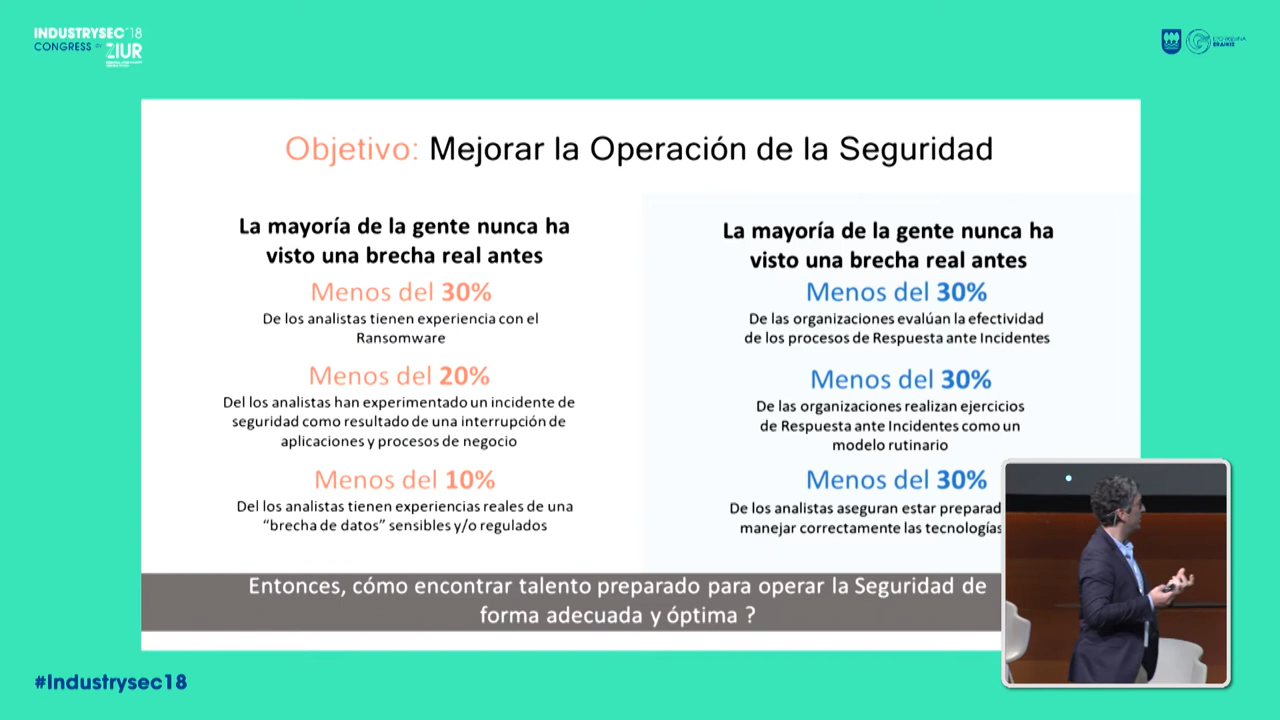 INDUSTRYSEC'18
CONGRESS BY ZIUR
Objetivo: Mejorar la Operación de la Seguridad
La mayoría de la gente nunca ha
visto una brecha real antes
Menos del 30%
De los analistas tienen experiencia con el
Ransomware
Menos del 20%
Del los analistas han experimentado un incidente de
seguridad como resultado de una interrupción de
aplicaciones y procesos de negocio
Menos del 10%
Del los analistas tienen experiencias reales de una
“brecha de datos” sensibles y/o regulados
La mayoría de la gente nunca ha
visto una brecha real antes
Menos del 30%
De las organizaciones evalúan la efectividad
de los procesos de Respuesta ante Incidentes
Menos del 30%
De las organizaciones realizan ejercicios
de Respuesta ante Incidentes como un
modelo rutinario
Menos del 30%
De los analistas aseguran estar preparad
manejar correctamente las tecnologías
Entonces, cómo encontrar talento preparado para operar la Seguridad de
forma adecuada y óptima ?
#Industrysec18